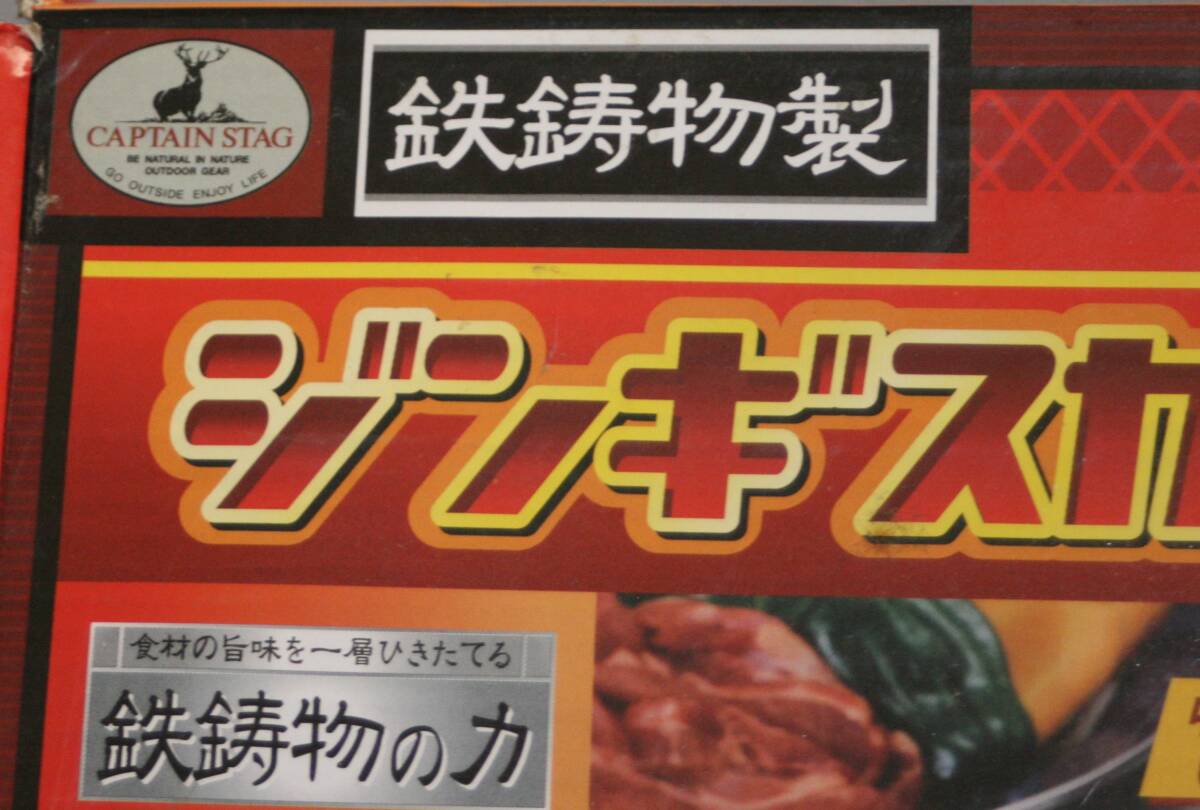 CAPTAIN STAG
BE NATURAL IN NATURE
OUTDOOR GEAR
GO OUTSIDE ENJOY LIFE
鉄鋳物製
ジンギスカ
食材の旨味を一層ひきたてる
鉄鋳物の力